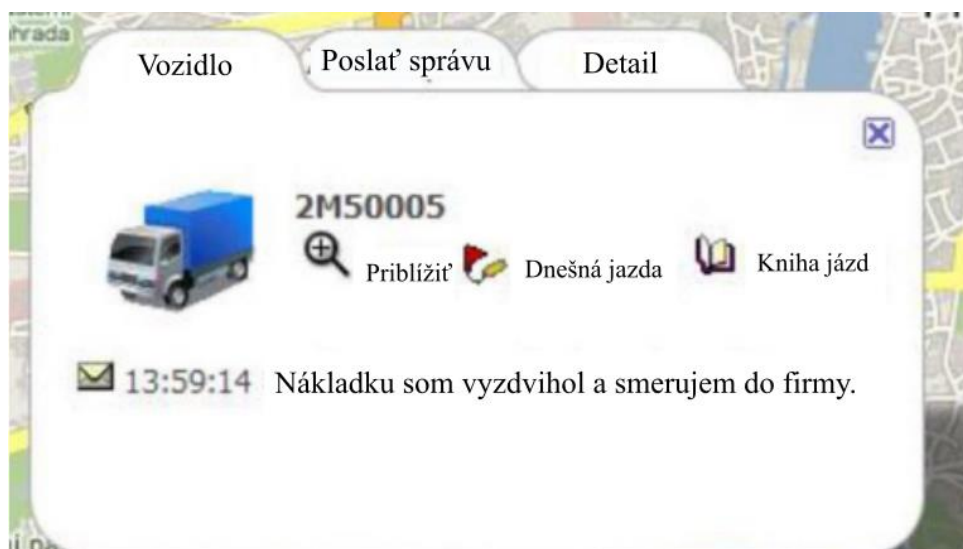 hrada
Vozidlo Poslať správu Detail
2M50005
Priblížiť Dnešná jazda Kniha jázd
13:59:14 Nákladku som vyzdvihol a smerujem do firmy.